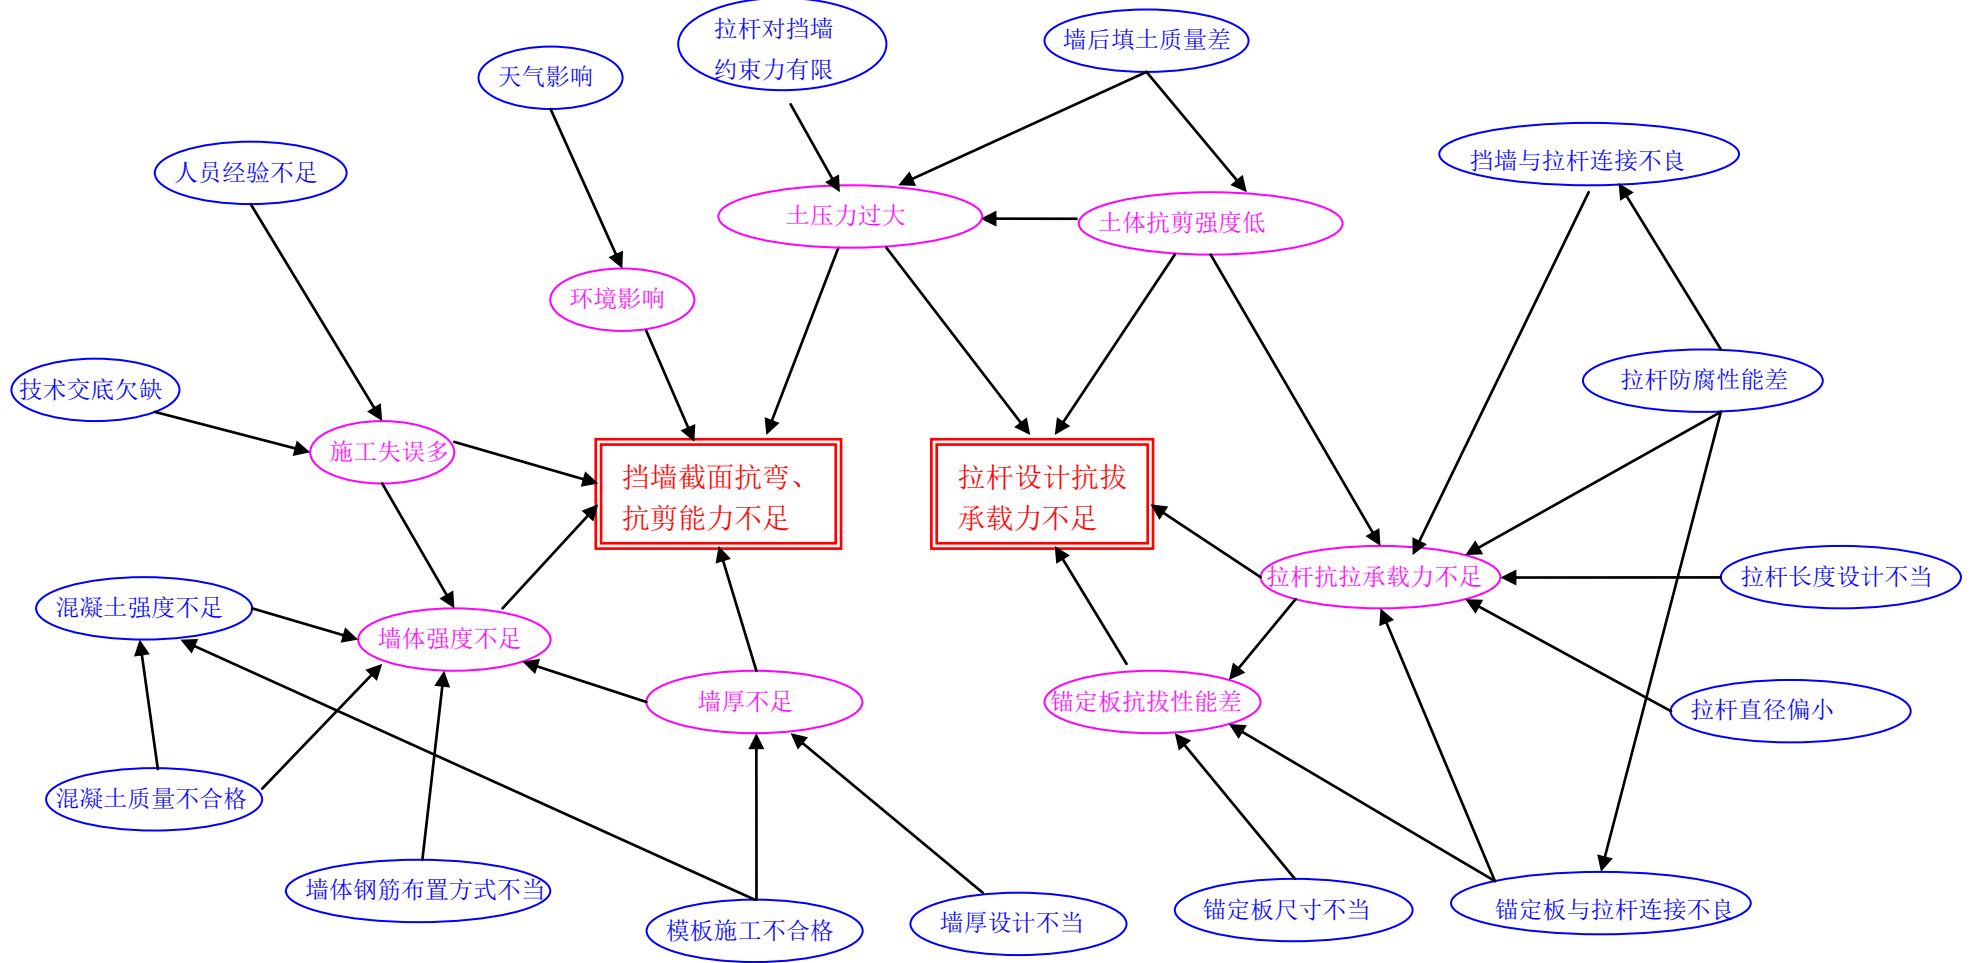 拉杆对挡墙
约束力有限
墙后填土质量差
天气影响
挡墙与拉杆连接不良
人员经验不足
土压力过大
土体抗剪强度低
环境影响
技术交底欠缺
拉杆防腐性能差
施工失误多
挡墙截面抗弯、
抗剪能力不足
拉杆设计抗拔
承载力不足
拉杆抗拉承载力不足
拉杆长度设计不当
混凝土强度不足
墙体强度不足
墙厚不足
锚定板抗拔性能差
拉杆直径偏小
混凝土质量不合格
墙体钢筋布置方式不当
模板施工不合格
墙厚设计不当
锚定板尺寸不当
锚定板与拉杆连接不良